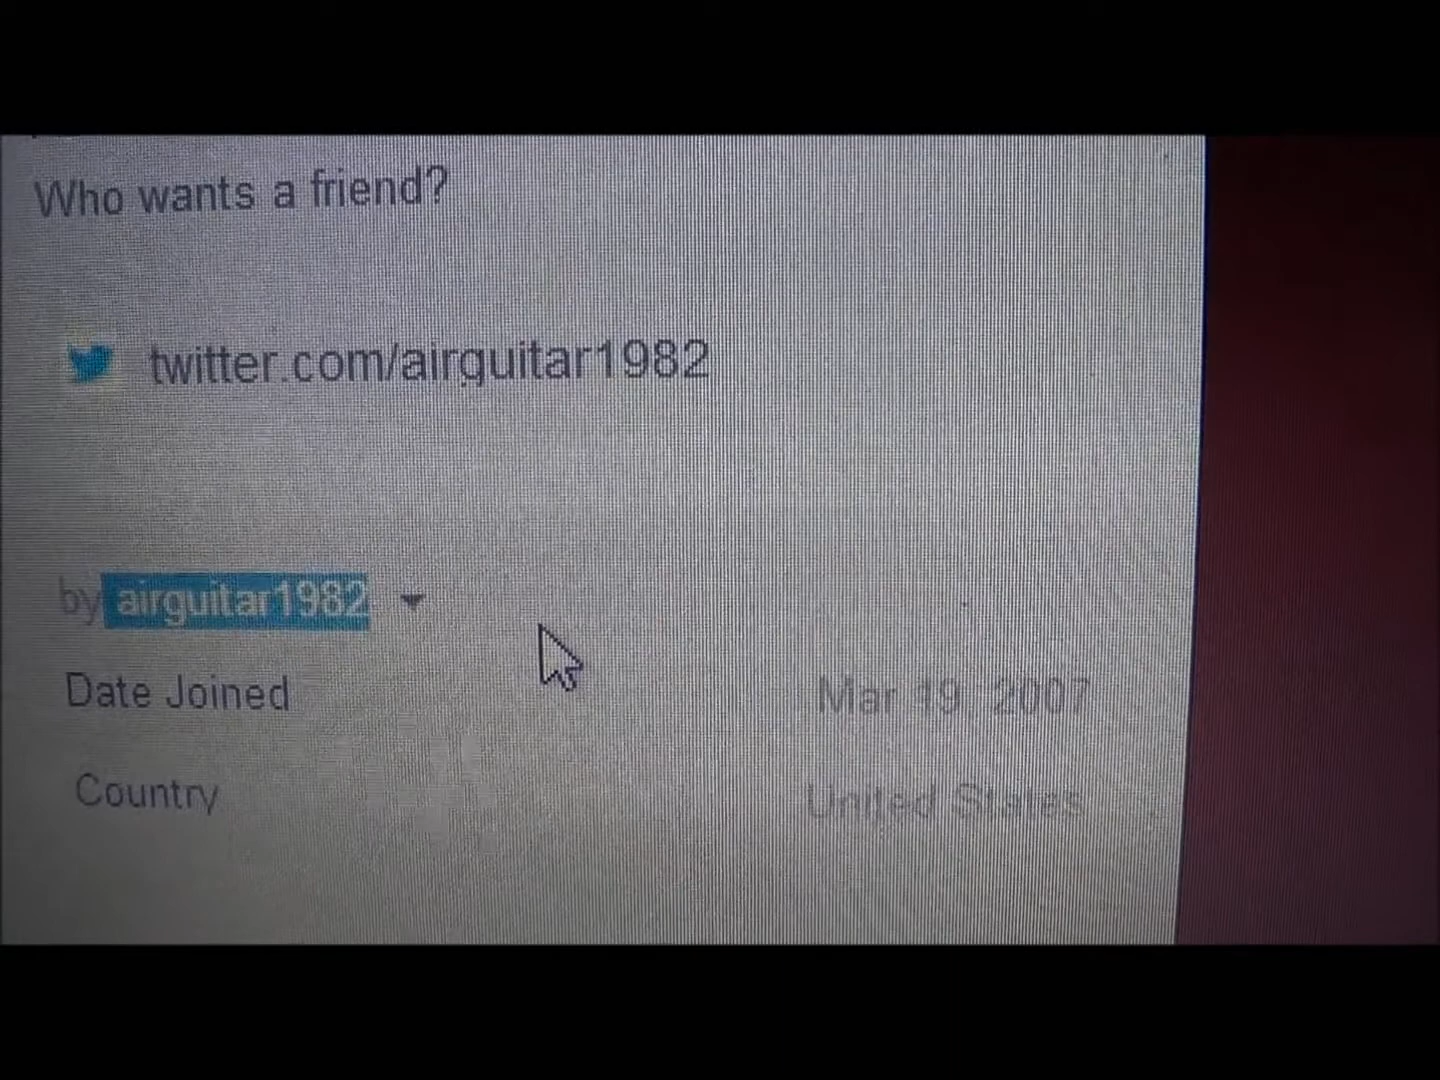 Who wants a friend?
twitter.com/airguitar1982
by airguitar1982
Date Joined Mar 19, 2007
Country United States